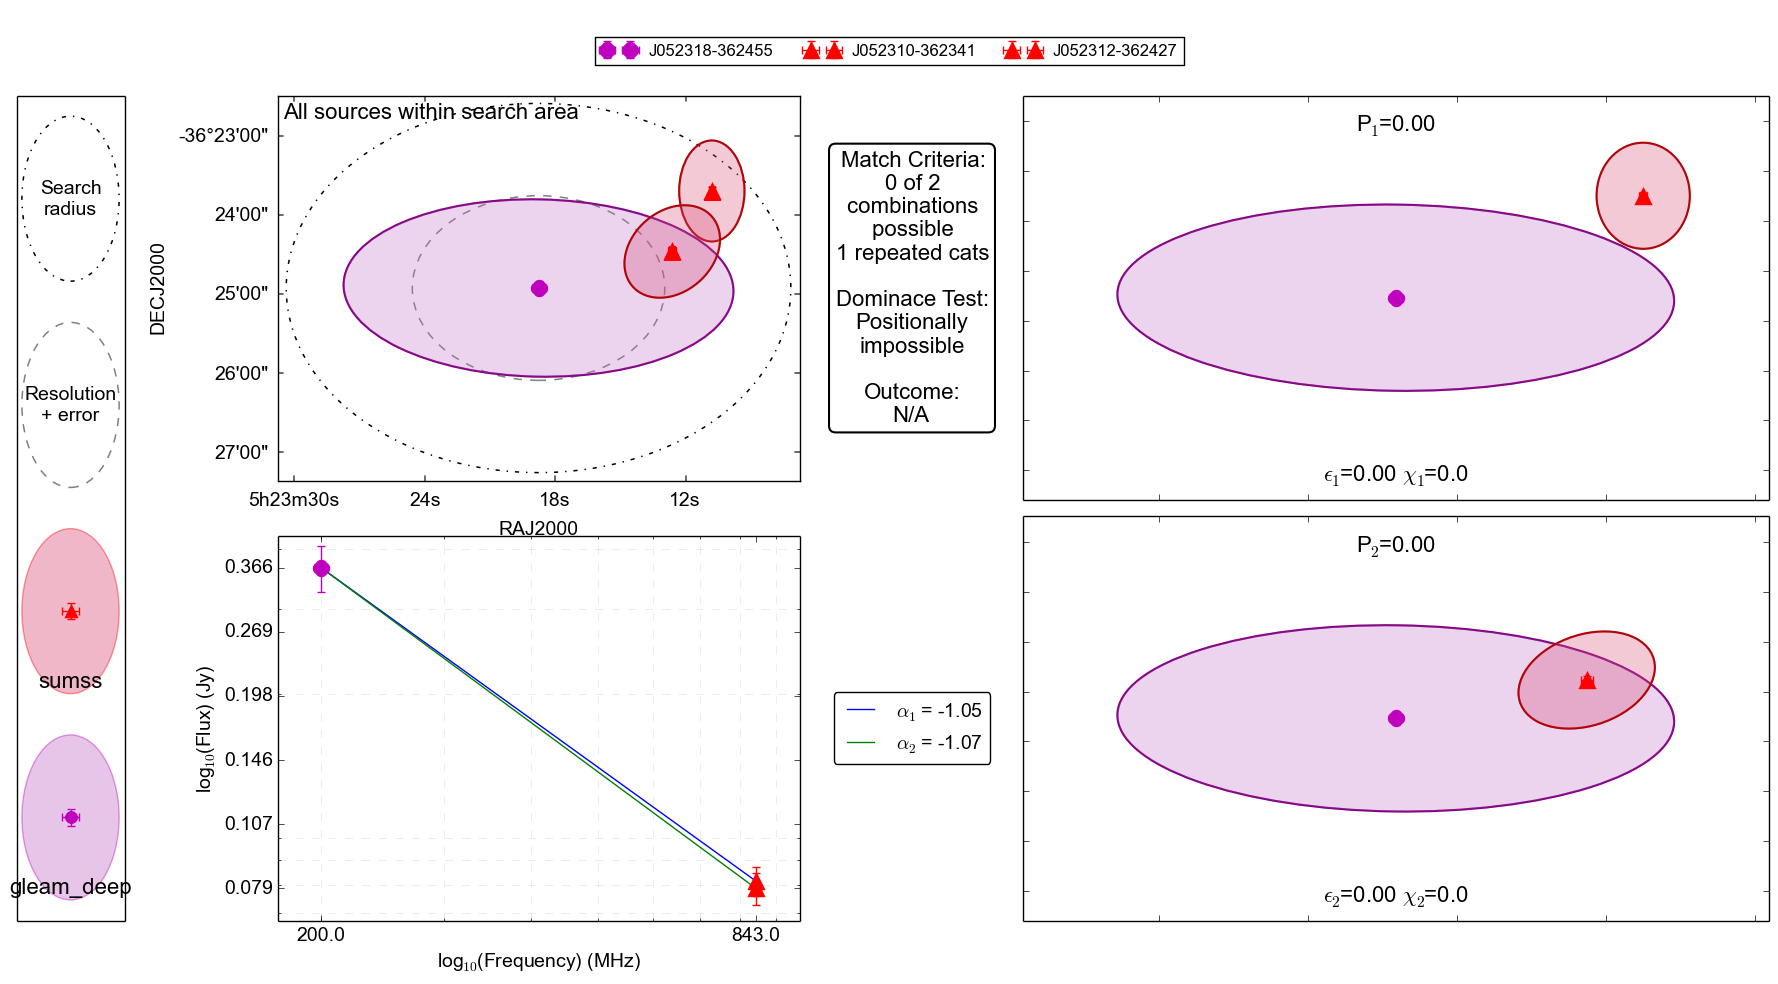 J052318-362455 J052310-362341 J052312-362427
Search
radius
Resolution
+ error
sumss
gleam_deep
All sources within search area
DECJ2000
-36°23'00"
24'00"
25'00"
26'00"
27'00"
5h23m30s 24s 18s 12s
RAJ2000
Match Criteria:
0 of 2
combinations
possible
1 repeated cats
Dominace Test:
Positionally
impossible
Outcome:
N/A
P₁=0.00
ϵ₁=0.00 χ₁=0.0
log₁₀(Flux) (Jy)
0.366
0.269
0.198
0.146
0.107
0.079
200.0 843.0
log₁₀(Frequency) (MHz)
α₁ = -1.05
α₂ = -1.07
P₂=0.00
ϵ₂=0.00 χ₂=0.0